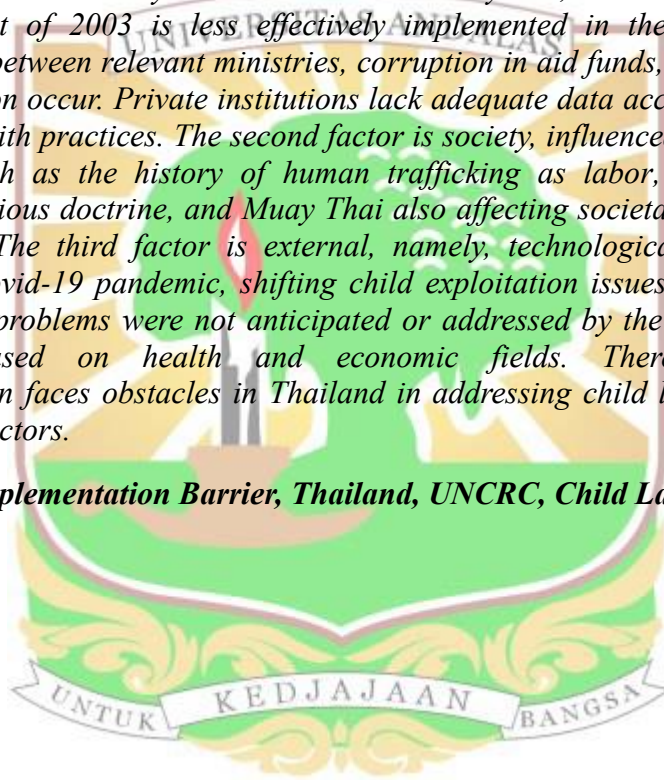 t of 2003 is less effectively implemented in the
UNIVERSITAS ANDALAS
between relevant ministries, corruption in aid funds,
on occur. Private institutions lack adequate data acc
ith practices. The second factor is society, influence
h as the history of human trafficking as labor,
ious doctrine, and Muay Thai also affecting societa
The third factor is external, namely, technologica
vid-19 pandemic, shifting child exploitation issues
problems were not anticipated or addressed by the
used on health and economic fields. There
n faces obstacles in Thailand in addressing child l
ctors.
plementation Barrier, Thailand, UNCRC, Child La
UNTUK KEDJAJAAN BANGSA